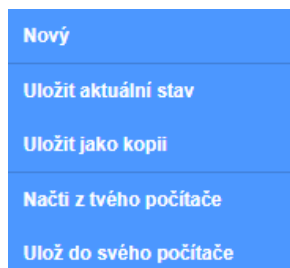 Nový
Uložit aktuální stav
Uložit jako kopii
Načti z tvého počítače
Ulož do svého počítače